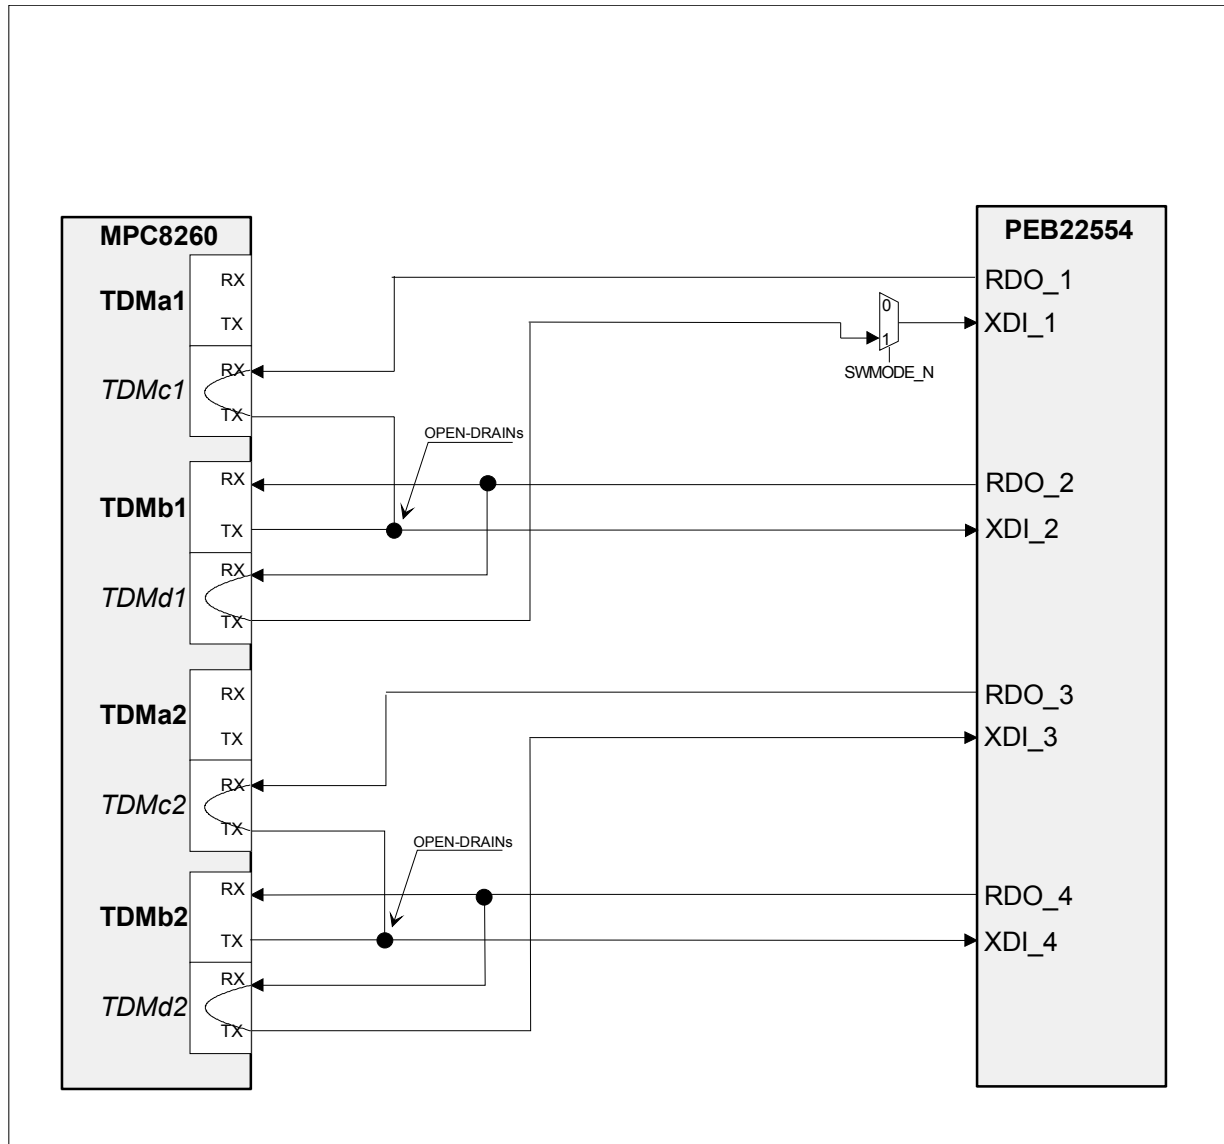 MPC8260
TDMa1
RX
TX
TDMc1
RX
TX
OPEN-DRAINs
TDMb1
RX
TX
TDMd1
RX
TX
TDMa2
RX
TX
TDMc2
RX
TX
OPEN-DRAINs
TDMb2
RX
TX
TDMd2
RX
TX
0
1
SWMODE_N
PEB22554
RDO_1
XDI_1
RDO_2
XDI_2
RDO_3
XDI_3
RDO_4
XDI_4